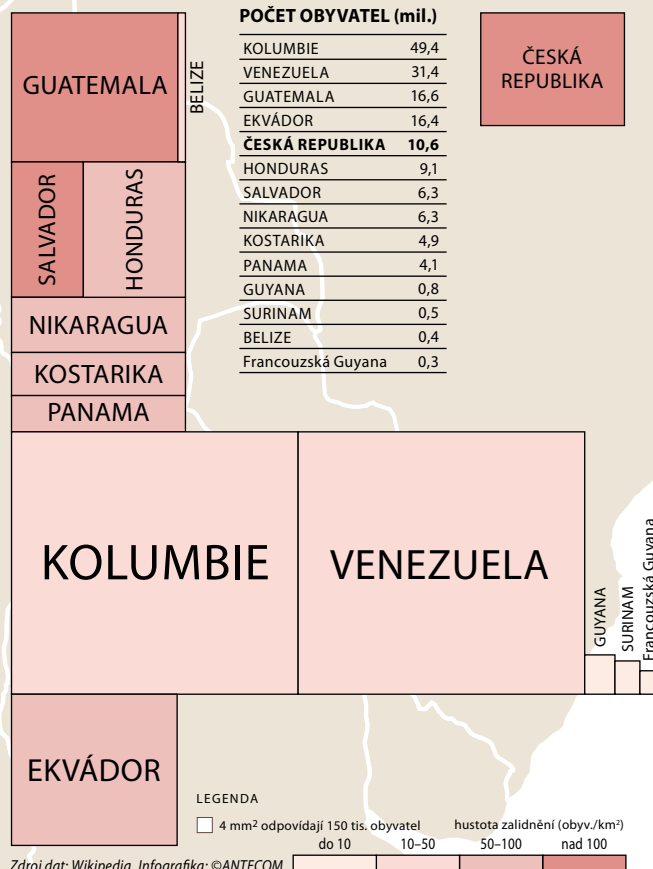 POČET OBYVATEL (mil.)
KOLUMBIE 49,4
VENEZUELA 31,4
GUATEMALA 16,6
EKVÁDOR 16,4
ČESKÁ REPUBLIKA 10,6
HONDURAS 9,1
SALVADOR 6,3
NIKARAGUA 6,3
KOSTARIKA 4,9
PANAMA 4,1
GUYANA 0,8
SURINAM 0,5
BELIZE 0,4
Francouzská Guyana 0,3
ČESKÁ
REPUBLIKA
GUATEMALA
BELIZE
SALVADOR
HONDURAS
NIKARAGUA
KOSTARIKA
PANAMA
KOLUMBIE
VENEZUELA
GUYANA
SURINAM
Francouzská Guyana
EKVÁDOR
LEGENDA
4 mm² odpovídají 150 tis. obyvatel
hustota zalidnění (obyv./km²)
do 10 10–50 50–100 nad 100
Zdroj dat: Wikipedia, Infografika: ©ANTECOM